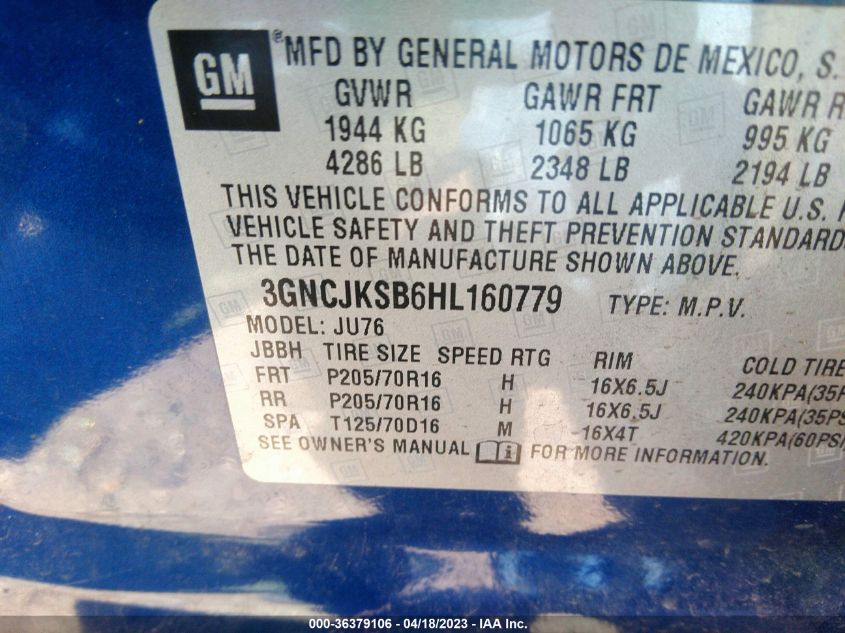 GM
® MFD BY GENERAL MOTORS DE MEXICO, S.
GVWR GAWR FRT GAWR R
1944 KG 1065 KG 995 KG
4286 LB 2348 LB 2194 LB
THIS VEHICLE CONFORMS TO ALL APPLICABLE U.S.
VEHICLE SAFETY AND THEFT PREVENTION STANDARD
THE DATE OF MANUFACTURE SHOWN ABOVE.
3GNCJKSB6HL160779 TYPE: M.P.V.
MODEL: JU76
JBBH TIRE SIZE SPEED RTG RIM COLD TIRE
FRT P205/70R16 H 16X6.5J 240KPA(35P
RR P205/70R16 H 16X6.5J 240KPA(35PS
SPA T125/70D16 M 16X4T 420KPA(60PSI
SEE OWNER'S MANUAL FOR MORE INFORMATION.
000-36379106 - 04/18/2023 - IAA Inc.